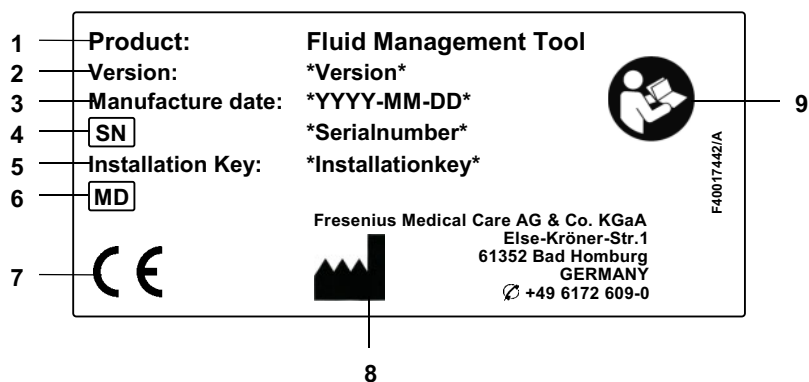 1 Product: Fluid Management Tool
2 Version: *Version*
3 Manufacture date: *YYYY-MM-DD*
4 SN *Serialnumber*
5 Installation Key: *Installationkey*
6 MD
7 CE
8
9
Fresenius Medical Care AG & Co. KGaA
Else-Kröner-Str.1
61352 Bad Homburg
GERMANY
+49 6172 609-0
F40017442/A